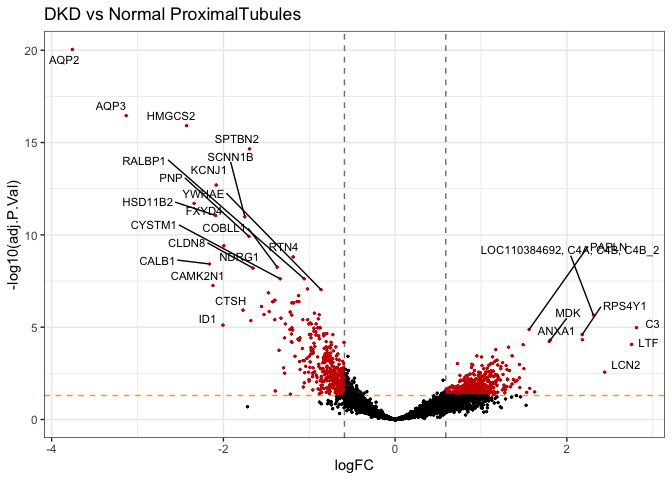 DKD vs Normal ProximalTubules
20
AQP2
AQP3
HMGCS2
15
SPTBN2
SCNN1B
RALBP1
KCNJ1
PNP
YWHAE
HSD11B2
FXYD4
CYSTM1
COBLL1
10
CLDN8
RTN4
PARLN
LOC110384692, C4A, C4B, C4B_2
NDRG1
CALB1
CAMK2N1
CTSH
RPS4Y1
MDK
ID1
C3
5
ANXA1
LTF
LCN2
0
-4
-2
0
2
logFC
-log10(adj.P.Val)